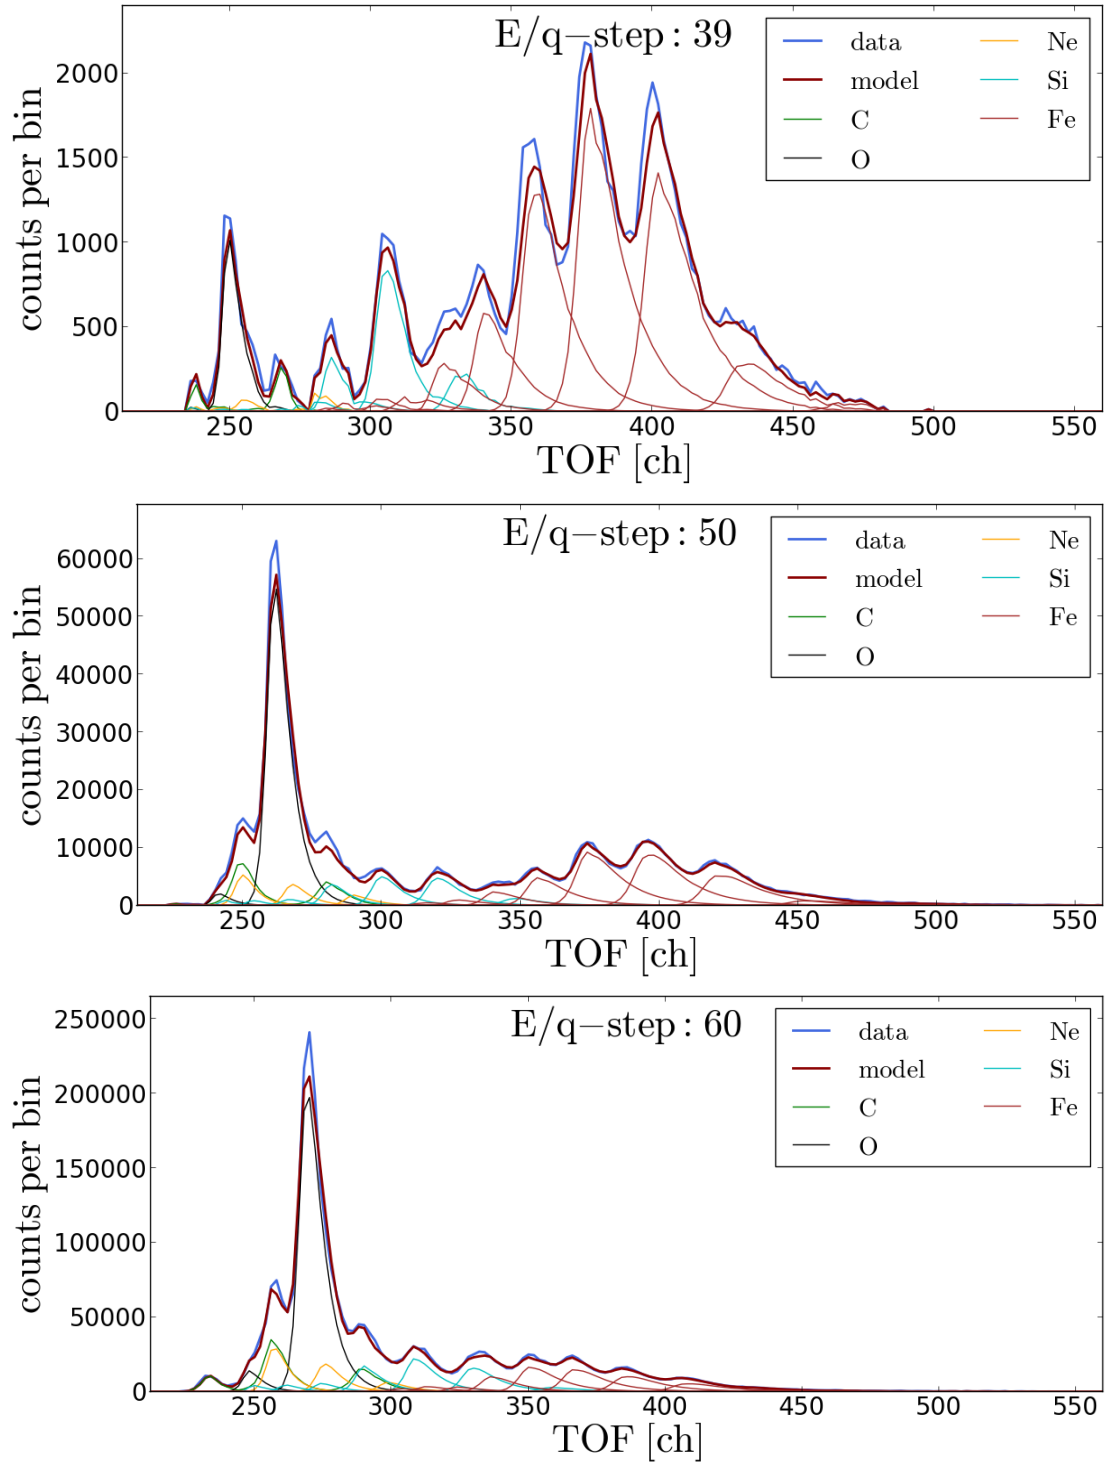 E/q−step: 39
data Ne
model Si
C Fe
O
counts per bin
2000
1500
1000
500
0
250 300 350 400 450 500 550
TOF [ch]
E/q−step: 50
data Ne
model Si
C Fe
O
counts per bin
60000
50000
40000
30000
20000
10000
0
250 300 350 400 450 500 550
TOF [ch]
E/q−step: 60
data Ne
model Si
C Fe
O
counts per bin
250000
200000
150000
100000
50000
0
250 300 350 400 450 500 550
TOF [ch]